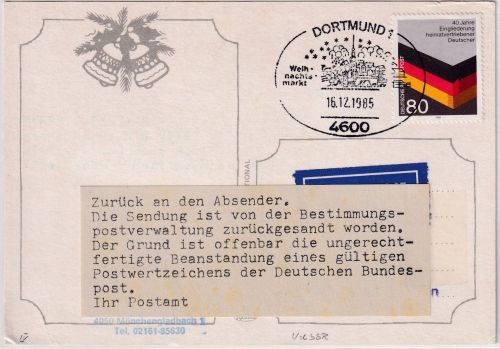 DORTMUND 1
Weih-
nachts-
markt
16.12.1985
4600
40 Jahre
Eingliederung
heimatvertriebener
Deutscher
DEUTSCHE BUNDESPOST
80
Zurück an den Absender.
Die Sendung ist von der Bestimmungs-
postverwaltung zurückgesandt worden.
Der Grund ist offenbar die ungerecht-
fertigte Beanstandung eines gültigen
Postwertzeichens der Deutschen Bundes-
post.
Ihr Postamt
4050 Mönchengladbach 1
Tel. 02161-85630